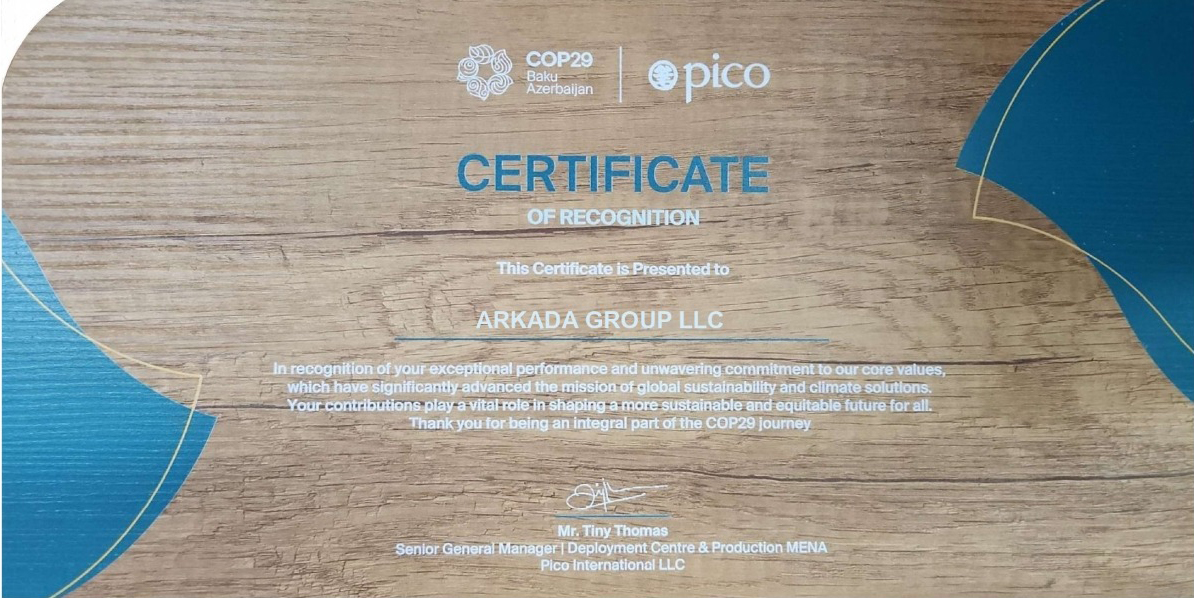 COP29
Baku
Azerbaijan
pico
CERTIFICATE
OF RECOGNITION
This Certificate is Presented to
ARKADA GROUP LLC
In recognition of your exceptional performance and unwavering commitment to our core values,
which have significantly advanced the mission of global sustainability and climate solutions.
Your contributions play a vital role in shaping a more sustainable and equitable future for all.
Thank you for being an integral part of the COP29 journey
Mr. Tiny Thomas
Senior General Manager | Deployment Centre & Production MENA
Pico International LLC